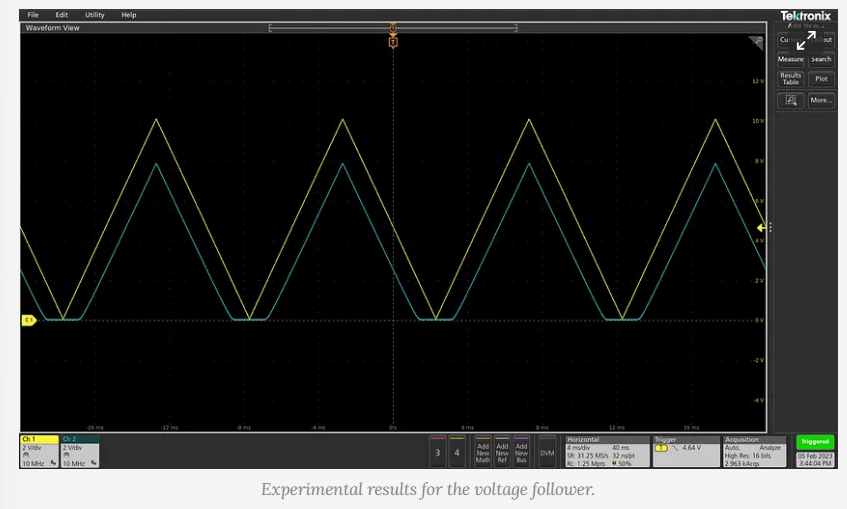 File Edit Utility Help
Tektronix
Waveform View
Measure Search
Results Table Plot
More...
12 V
10 V
8 V
6 V
4 V
2 V
C1
0 V
-2 V
-4 V
-16 ms -12 ms -8 ms -4 ms 0 s 4 ms 8 ms 12 ms 16 ms
Ch 1 Ch 2
2 V/div 2 V/div
10 MHz 10 MHz
3 4
Add New Math Add New Ref Add New Bus DVM
Horizontal
4 ms/div 40 ms
SR: 31.25 MS/s 32 ns/pt
RL: 1.25 Mpts 50%
Trigger
1 4.64 V
Acquisition
Auto, Analyze
High Res: 16 bits
2.963 kAcqs
Triggered
05 Feb 2023
3:44:04 PM
Experimental results for the voltage follower.